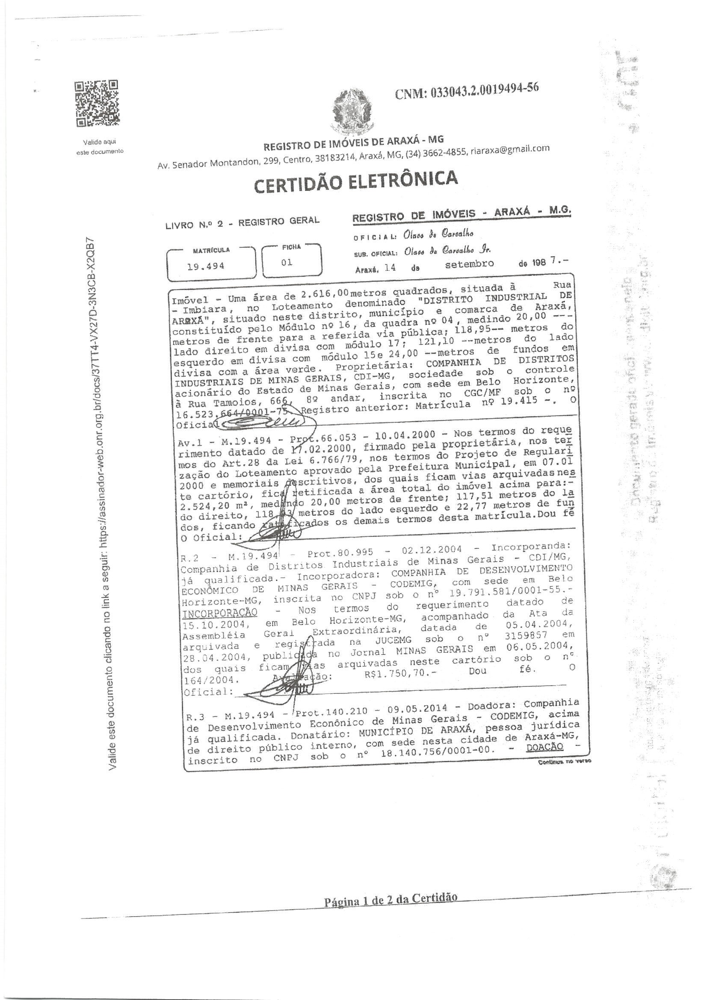 CNM: 033043.2.0019494-56
Valide aqui
este documento
REGISTRO DE IMÓVEIS DE ARAXÁ - MG
Av. Senador Montandon, 299, Centro, 38183214, Araxá, MG, (34) 3662-4855, riaraxa@gmail.com
CERTIDÃO ELETRÔNICA
LIVRO N.º 2 - REGISTRO GERAL
REGISTRO DE IMÓVEIS - ARAXÁ - M.G.
OFICIAL: Olavo de Carvalho
SUB. OFICIAL: Olavo de Carvalho Jr.
MATRÍCULA
19.494
FICHA
01
Araxá, 14 de setembro de 1987.-
Imóvel - Uma área de 2.616,00 metros quadrados, situada à Rua
- Imbiara, no Loteamento denominado "DISTRITO INDUSTRIAL DE
ARAXÁ", situado neste distrito, município e comarca de Araxá,
constituído pelo Módulo nº 16, da quadra nº 04, medindo 20,00 ---
metros de frente para a referida via pública; 118,95-- metros do
lado direito em divisa com módulo 17; 121,10 --metros do lado
esquerdo em divisa com módulo 15e 24,00 --metros de fundos em
divisa com a área verde. Proprietária: COMPANHIA DE DISTRITOS
INDUSTRIAIS DE MINAS GERAIS, CDI-MG, sociedade sob o controle
acionário do Estado de Minas Gerais, com sede em Belo Horizonte,
à Rua Tamoios, 666, 8º andar, inscrita no CGC/MF sob o nº
16.523.664/0001-75. Registro anterior: Matrícula nº 19.415 -. O
Oficial
Av.1 - M.19.494 - Prot.66.053 - 10.04.2000 - Nos termos do reque
rimento datado de 17.02.2000, firmado pela proprietária, nos ter
mos do Art.28 da Lei 6.766/79, nos termos do Projeto de Regulari
zação do Loteamento aprovado pela Prefeitura Municipal, em 07.01
2000 e memoriais descritivos, dos quais ficam vias arquivadas nes
te cartório, fica retificada a área total do imóvel acima para:-
2.524,20 m², medindo 20,00 metros de frente; 117,51 metros do la
do direito, 118, metros do lado esquerdo e 22,77 metros de fun
dos, ficando ratificados os demais termos desta matrícula.Dou fé
O Oficial:
R.2 - M.19.494 - Prot.80.995 - 02.12.2004 - Incorporanda:
Companhia de Distritos Industriais de Minas Gerais - CDI/MG,
já qualificada.- Incorporadora: COMPANHIA DE DESENVOLVIMENTO
ECONÔMICO DE MINAS GERAIS - CODEMIG, com sede em Belo
Horizonte-MG, inscrita no CNPJ sob o nº 19.791.581/0001-55.-
INCORPORAÇÃO - Nos termos do requerimento datado de
15.10.2004, em Belo Horizonte-MG, acompanhado da Ata da
Assembléia Geral Extraordinária, datada de 05.04.2004,
arquivada e registrada na JUCEMG sob o nº 3159857 em
28.04.2004, publicada no Jornal MINAS GERAIS em 06.05.2004,
dos quais ficam vias arquivadas neste cartório sob o nº
164/2004. Avaliação: R$1.750,70.- Dou fé. O
Oficial:
R.3 - M.19.494 - Prot.140.210 - 09.05.2014 - Doadora: Companhia
de Desenvolvimento Econônico de Minas Gerais - CODEMIG, acima
já qualificada. Donatário: MUNICÍPIO DE ARAXÁ, pessoa jurídica
de direito público interno, com sede nesta cidade de Araxá-MG,
inscrito no CNPJ sob o nº 18.140.756/0001-00. - DOACÃO -
Continua no verso
Página 1 de 2 da Certidão
Valide este documento clicando no link a seguir: https://assinador-web.onr.org.br/docs/37TT4-VX27D-3N3CB-X2QB7